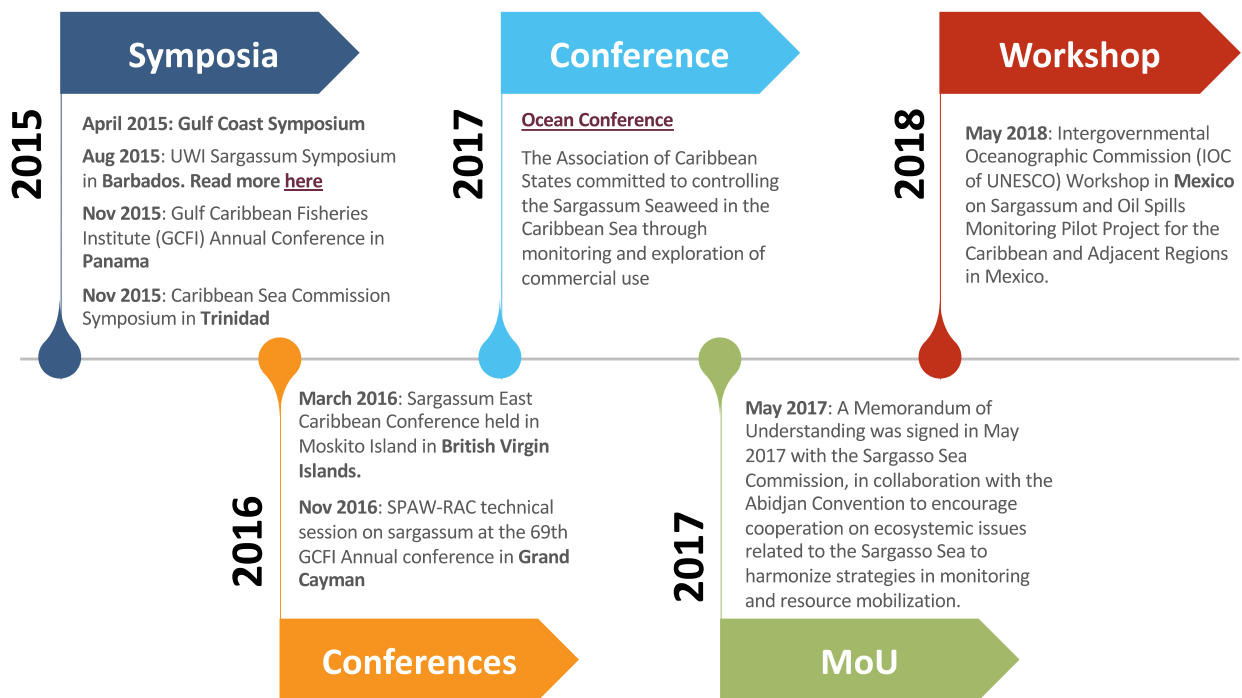 Symposia
2015
April 2015: Gulf Coast Symposium
Aug 2015: UWI Sargassum Symposium
in Barbados. Read more here
Nov 2015: Gulf Caribbean Fisheries
Institute (GCFI) Annual Conference in
Panama
Nov 2015: Caribbean Sea Commission
Symposium in Trinidad
2016
March 2016: Sargassum East
Caribbean Conference held in
Moskito Island in British Virgin
Islands.
Nov 2016: SPAW-RAC technical
session on sargassum at the 69th
GCFI Annual conference in Grand
Cayman
Conferences
Conference
2017
Ocean Conference
The Association of Caribbean
States committed to controlling
the Sargassum Seaweed in the
Caribbean Sea through
monitoring and exploration of
commercial use
2017
May 2017: A Memorandum of
Understanding was signed in May
2017 with the Sargasso Sea
Commission, in collaboration with the
Abidjan Convention to encourage
cooperation on ecosystemic issues
related to the Sargasso Sea to
harmonize strategies in monitoring
and resource mobilization.
MoU
Workshop
2018
May 2018: Intergovernmental
Oceanographic Commission (IOC
of UNESCO) Workshop in Mexico
on Sargassum and Oil Spills
Monitoring Pilot Project for the
Caribbean and Adjacent Regions
in Mexico.